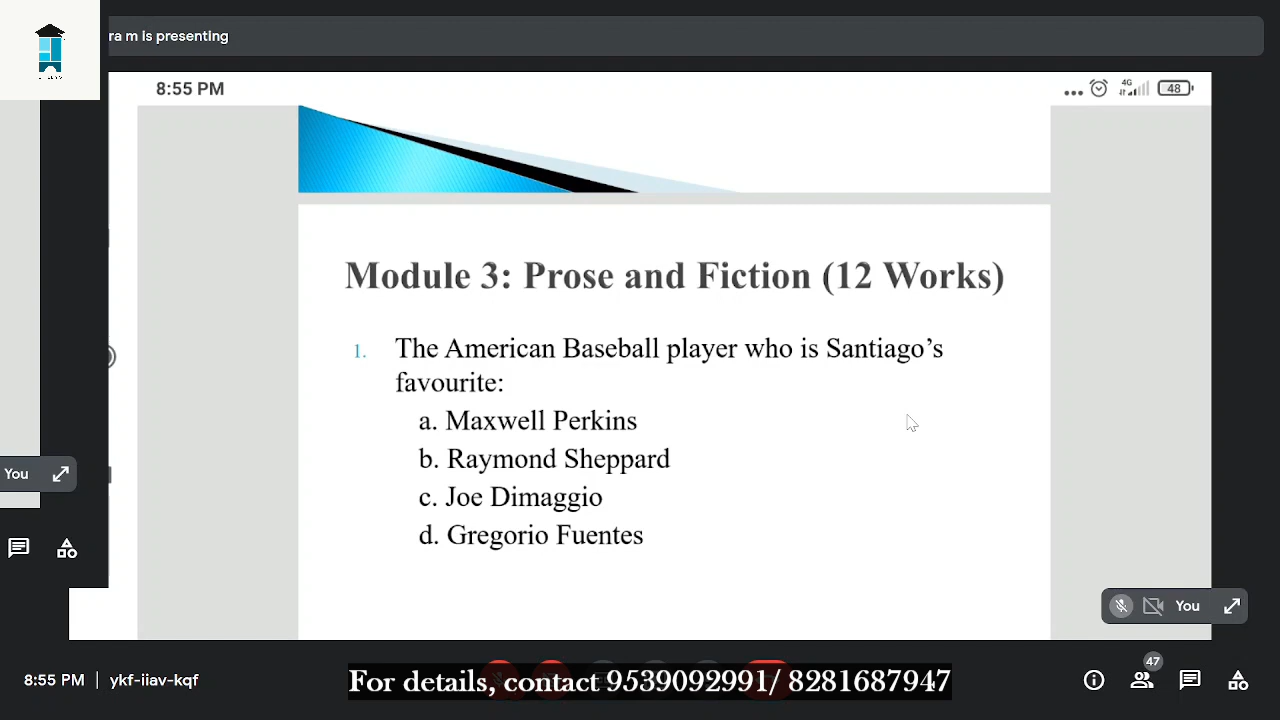 ra m is presenting
8:55 PM
4G
48
Module 3: Prose and Fiction (12 Works)
1. The American Baseball player who is Santiago’s
favourite:
a. Maxwell Perkins
b. Raymond Sheppard
c. Joe Dimaggio
d. Gregorio Fuentes
You
You
47
8:55 PM | ykf-iiav-kqf
For details, contact 9539092991/ 8281687947